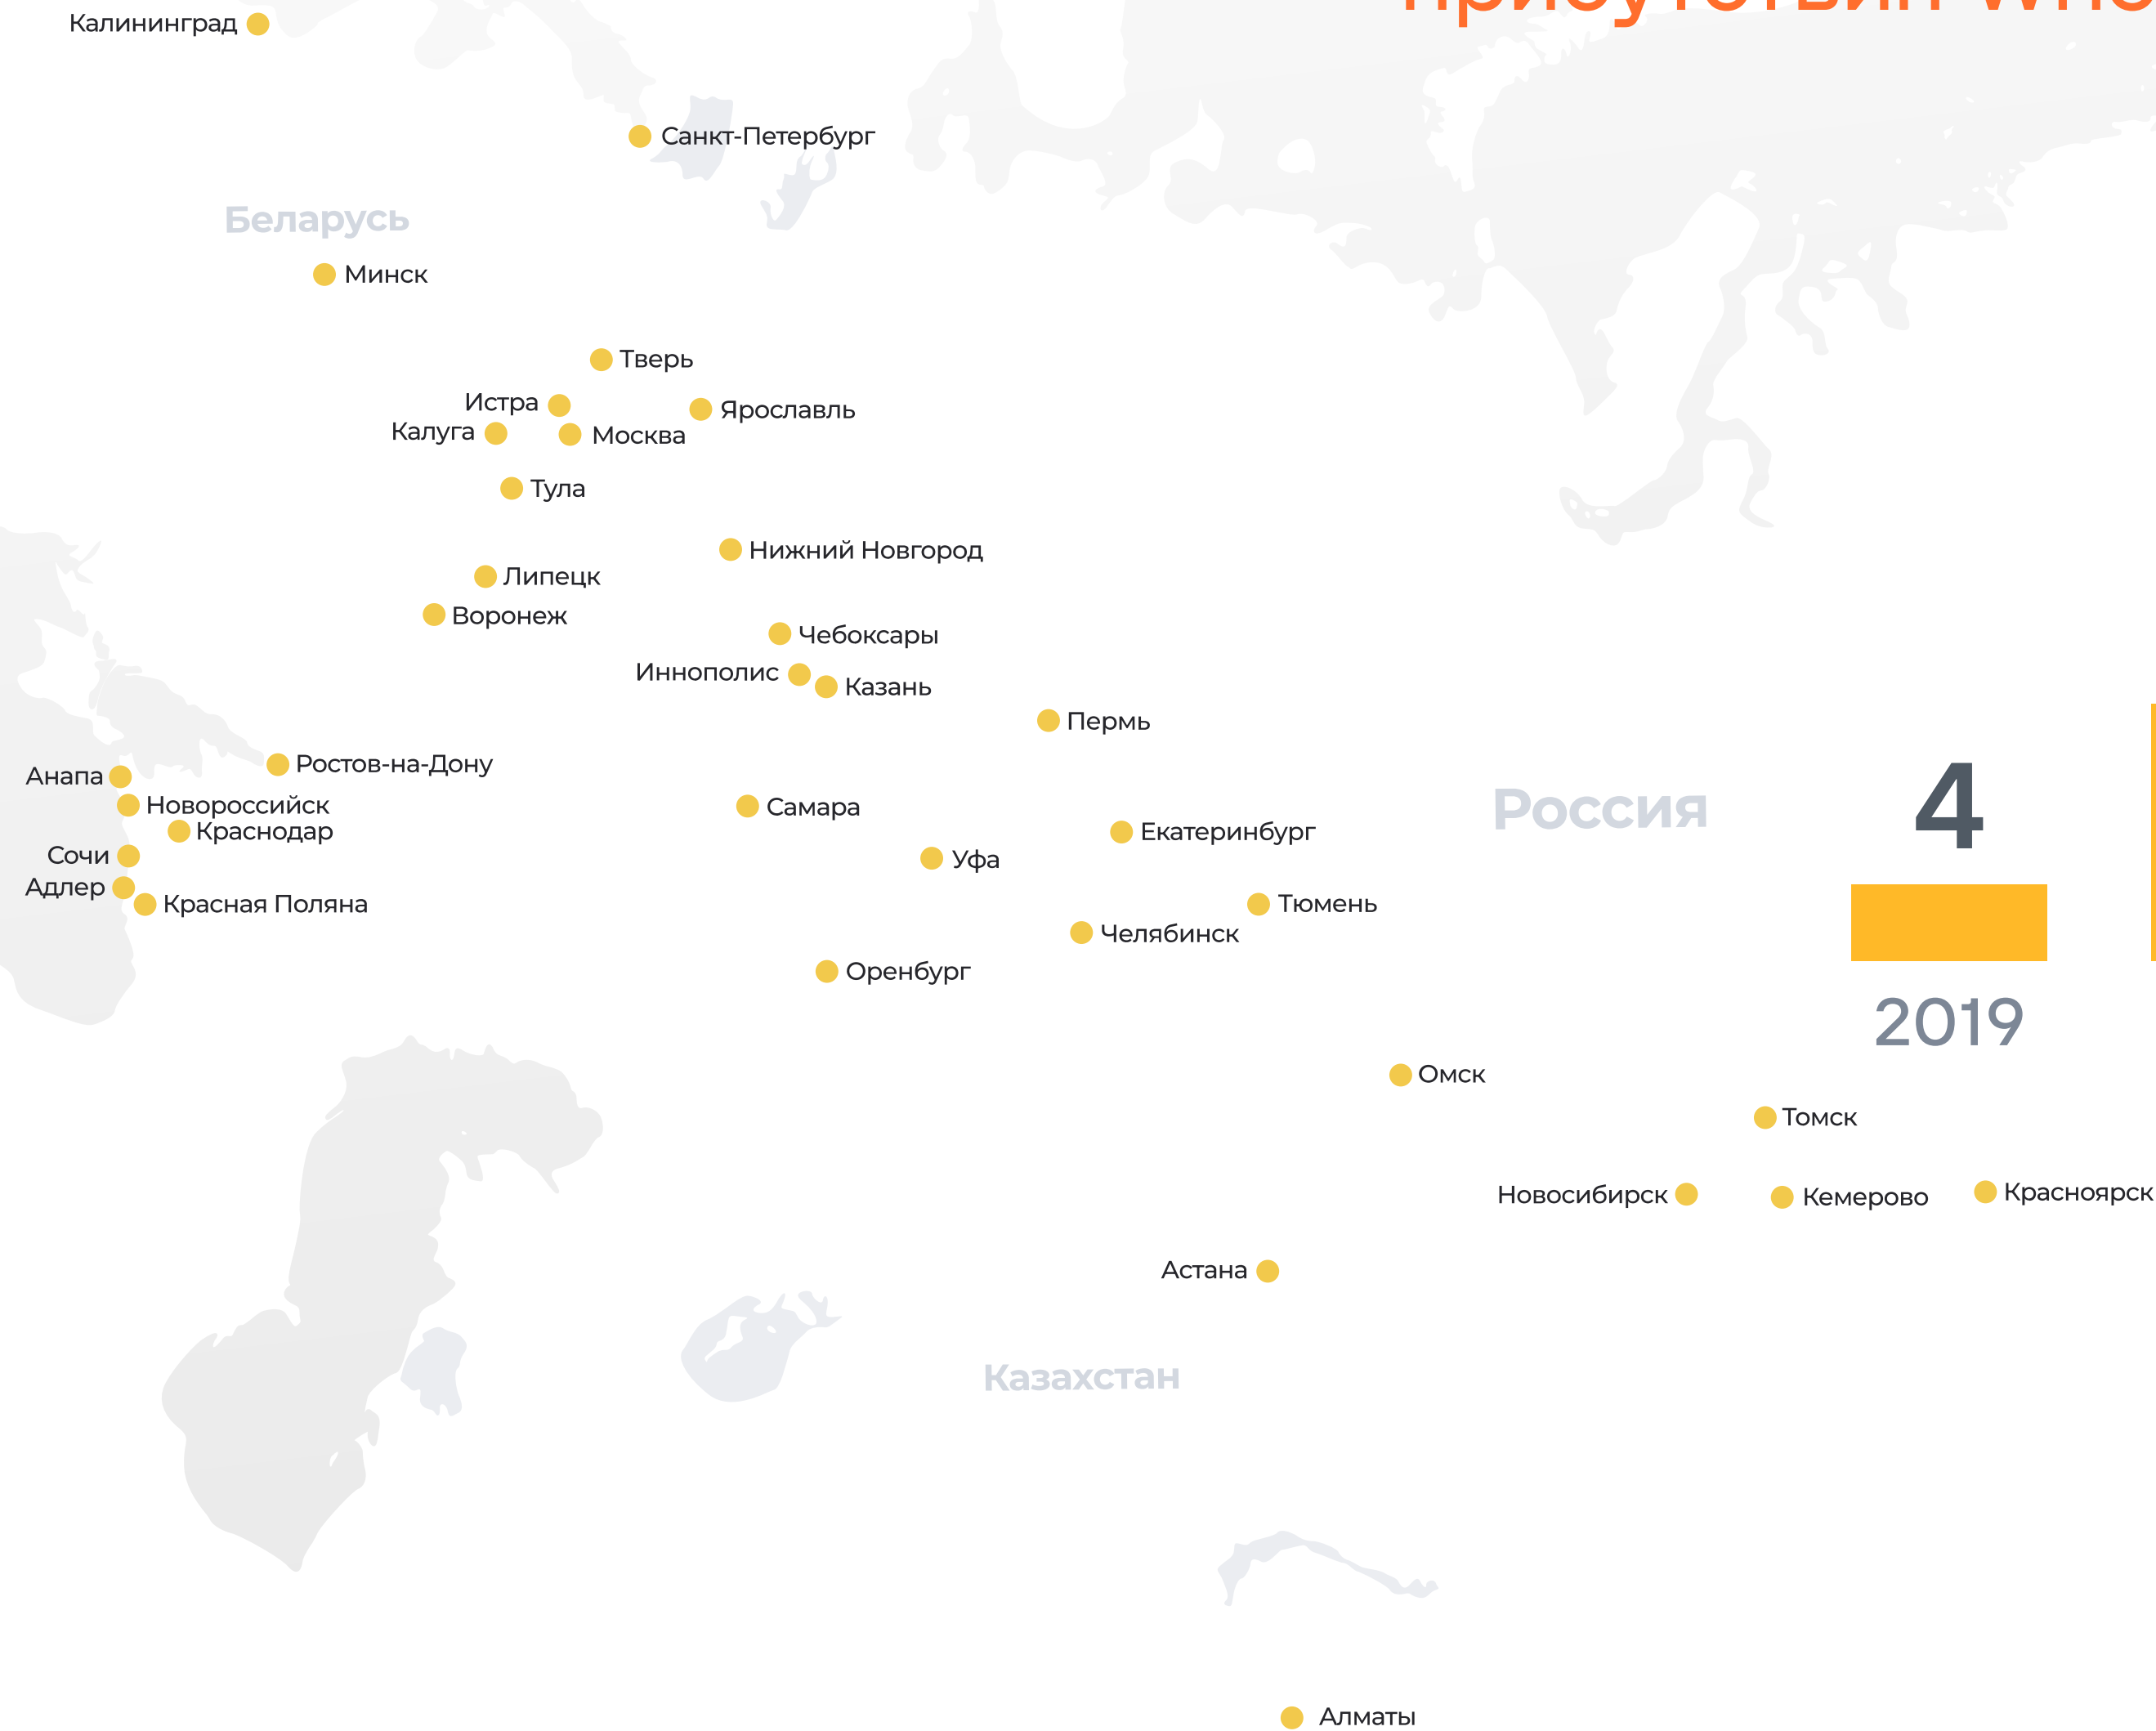 Калининград
Санкт-Петербург
Беларусь
Минск
Тверь
Истра
Ярославль
Калуга
Москва
Тула
Нижний Новгород
Липецк
Воронеж
Чебоксары
Иннополис
Казань
Пермь
Ростов-на-Дону
Анапа
Новороссийск
Самара
Россия
4
Краснодар
Екатеринбург
Сочи
Уфа
Адлер
Красная Поляна
Тюмень
Челябинск
Оренбург
2019
Омск
Томск
Новосибирск
Кемерово
Красноярск
Астана
Казахстан
Алматы